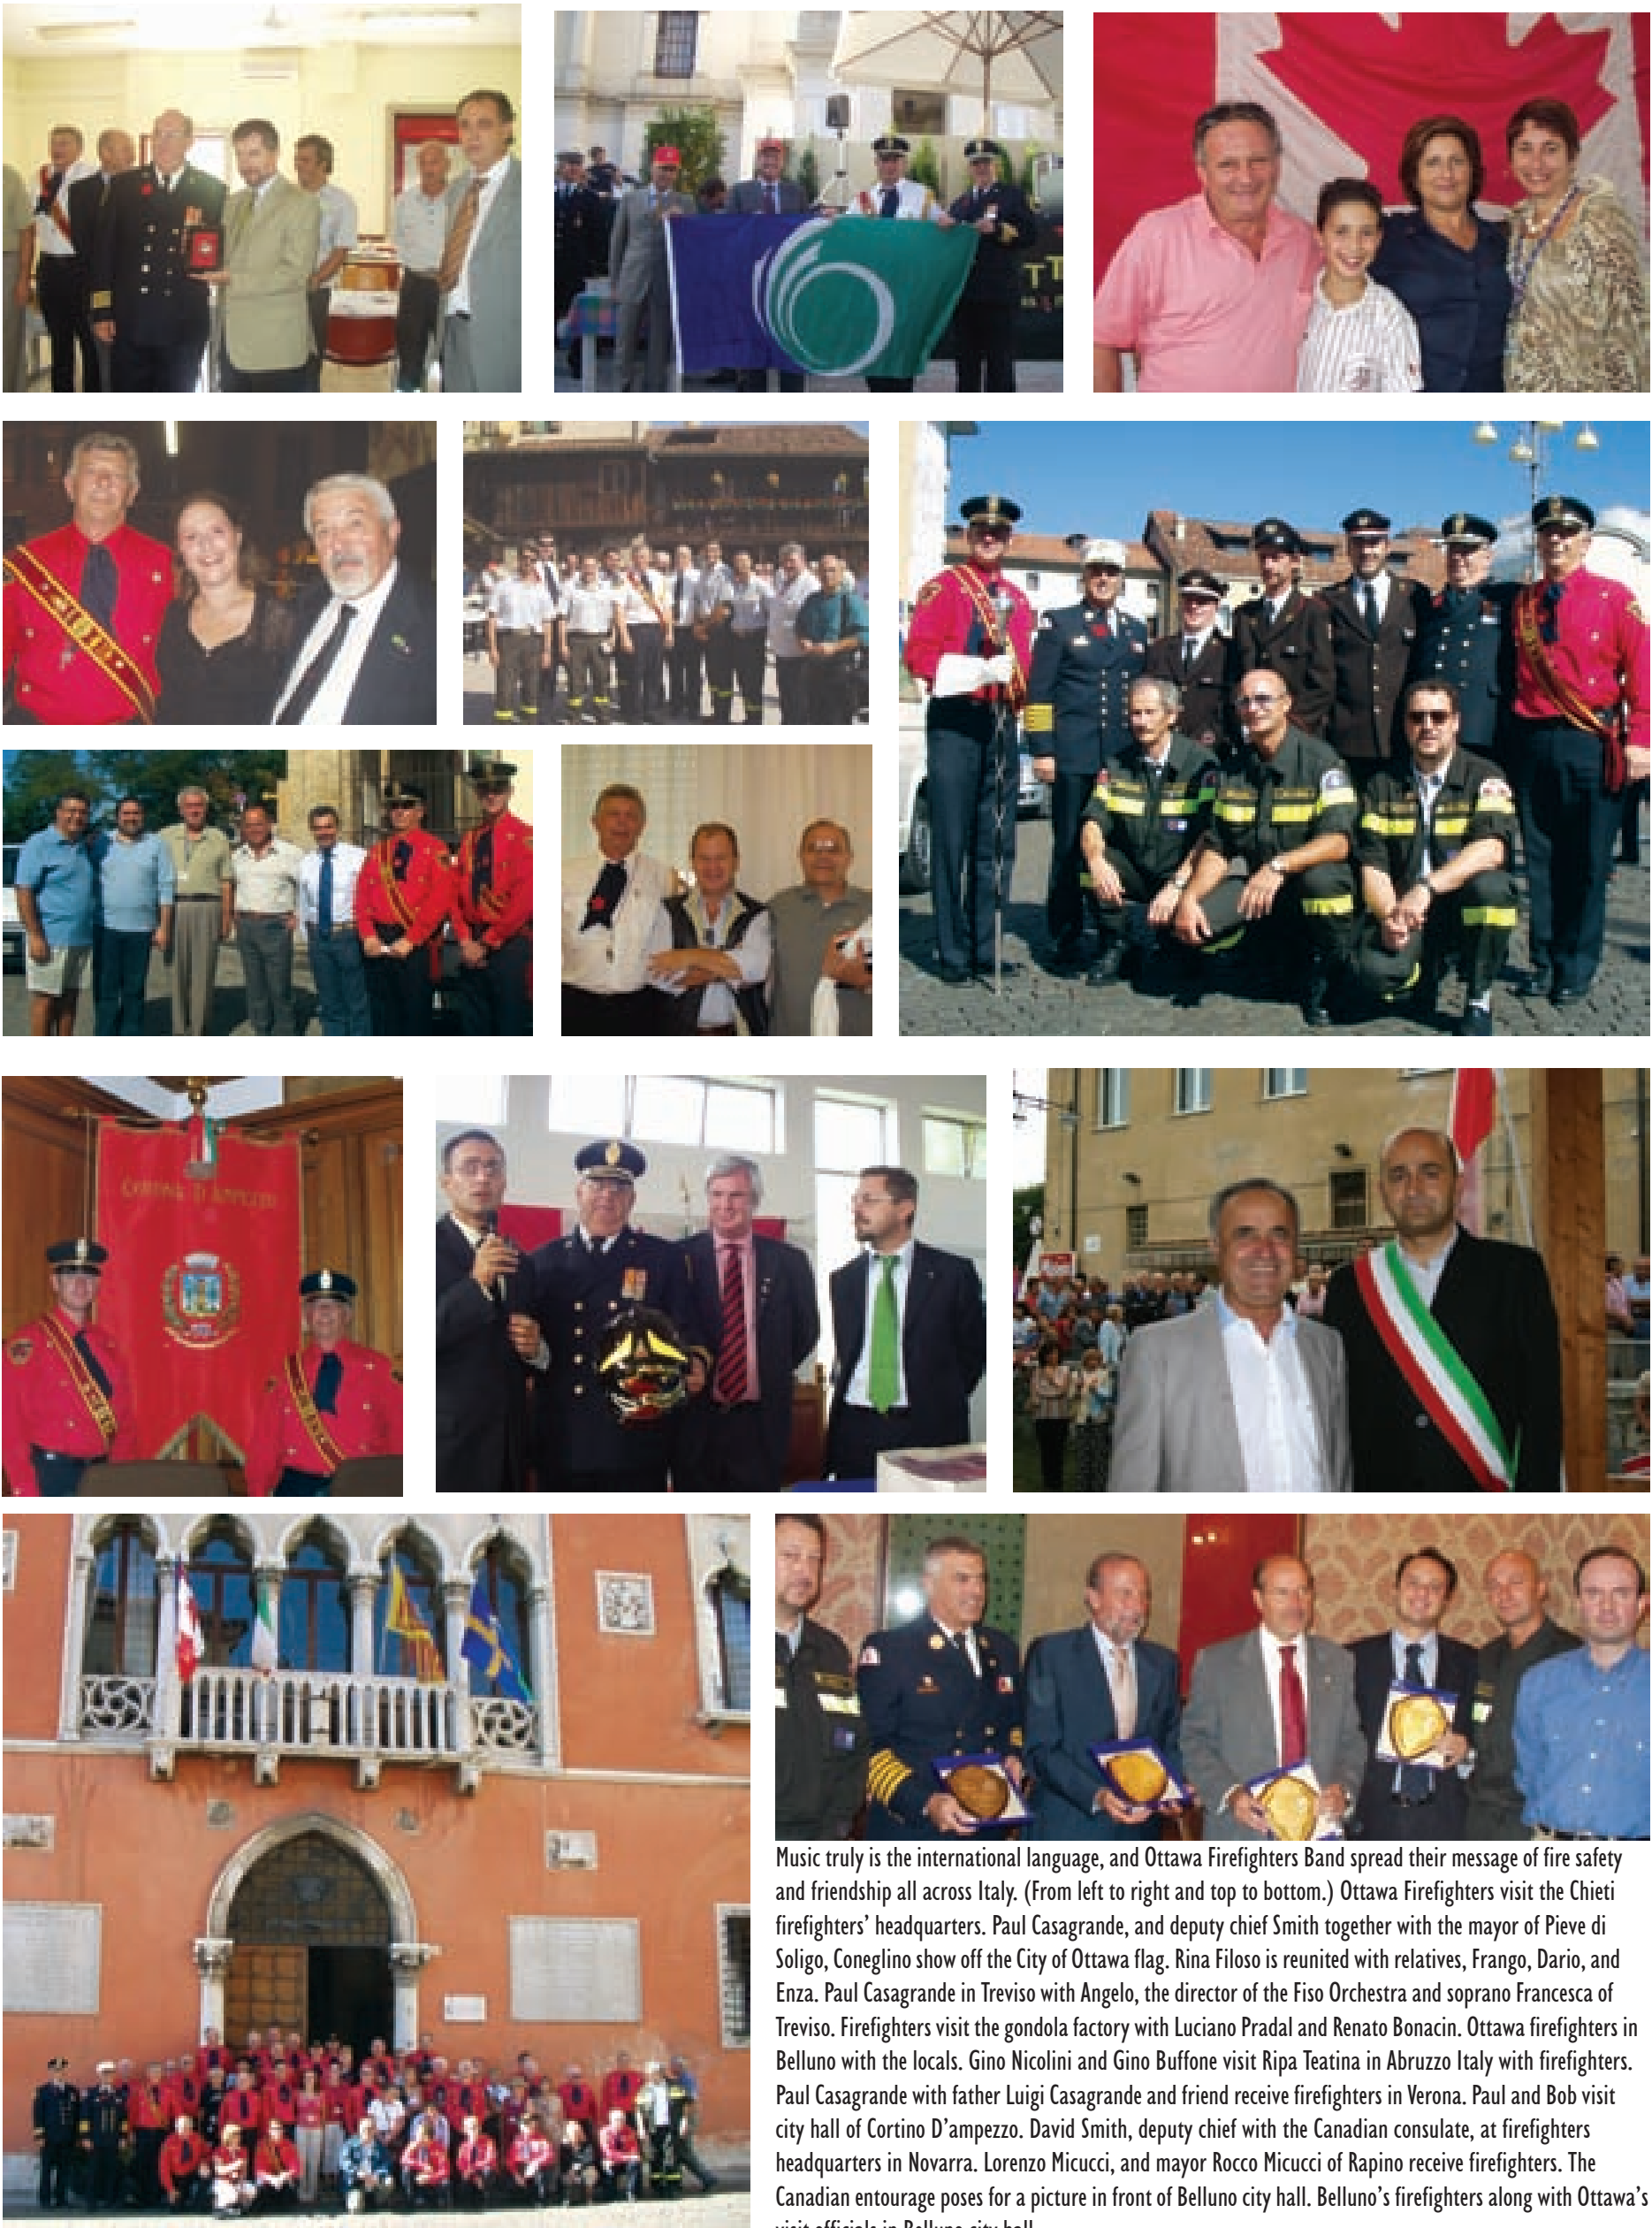 CORTINA D'AMPEZZO
Music truly is the international language, and Ottawa Firefighters Band spread their message of fire safety
and friendship all across Italy. (From left to right and top to bottom.) Ottawa Firefighters visit the Chieti
firefighters’ headquarters. Paul Casagrande, and deputy chief Smith together with the mayor of Pieve di
Soligo, Coneglino show off the City of Ottawa flag. Rina Filoso is reunited with relatives, Frango, Dario, and
Enza. Paul Casagrande in Treviso with Angelo, the director of the Fiso Orchestra and soprano Francesca of
Treviso. Firefighters visit the gondola factory with Luciano Pradal and Renato Bonacin. Ottawa firefighters in
Belluno with the locals. Gino Nicolini and Gino Buffone visit Ripa Teatina in Abruzzo Italy with firefighters.
Paul Casagrande with father Luigi Casagrande and friend receive firefighters in Verona. Paul and Bob visit
city hall of Cortino D’ampezzo. David Smith, deputy chief with the Canadian consulate, at firefighters
headquarters in Novarra. Lorenzo Micucci, and mayor Rocco Micucci of Rapino receive firefighters. The
Canadian entourage poses for a picture in front of Belluno city hall. Belluno’s firefighters along with Ottawa’s
visit officials in Belluno city hall